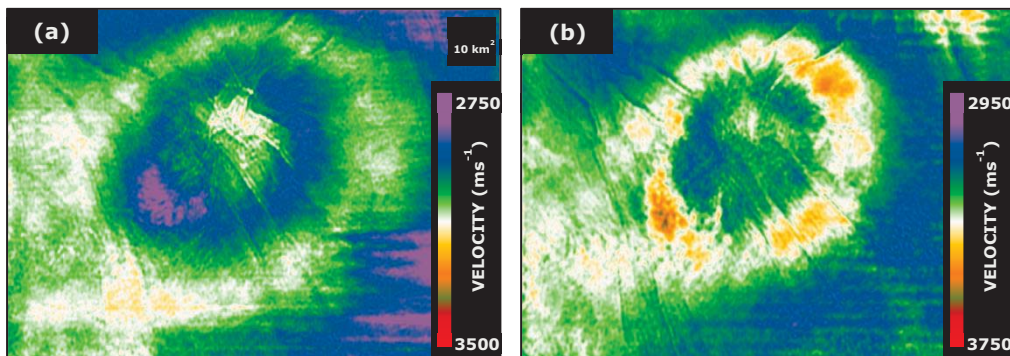 (a)
10 km²
2750
VELOCITY (ms⁻¹)
3500
(b)
2950
VELOCITY (ms⁻¹)
3750